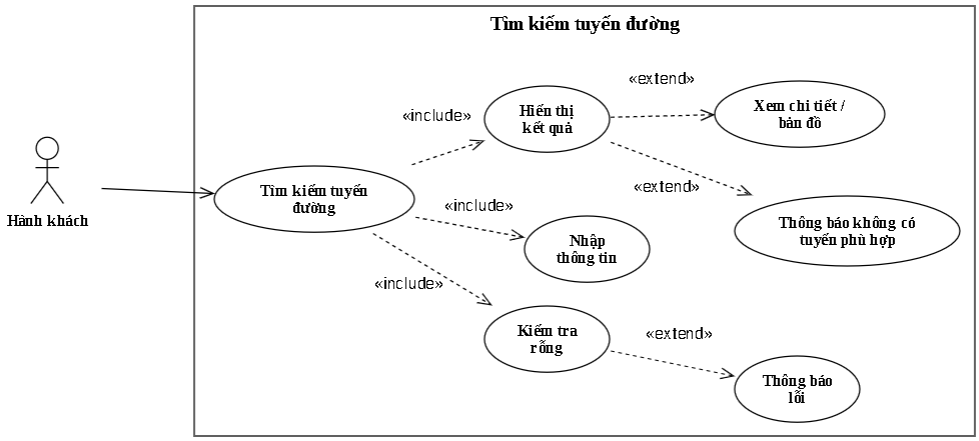 Tìm kiếm tuyến đường
«extend»
Hiển thị
kết quả
Xem chi tiết /
bản đồ
«include»
«extend»
Tìm kiếm tuyến
đường
Hành khách
«include»
Thông báo không có
tuyến phù hợp
Nhập
thông tin
«include»
Kiểm tra
rỗng
«extend»
Thông báo
lỗi